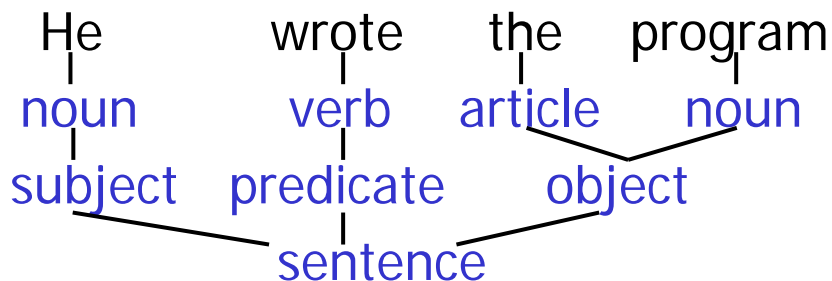 He wrote the program
noun verb article noun
subject predicate object
sentence